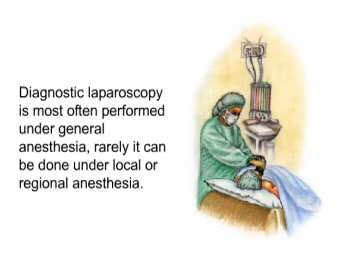 Diagnostic laparoscopy
is most often performed
under general
anesthesia, rarely it can
be done under local or
regional anesthesia.